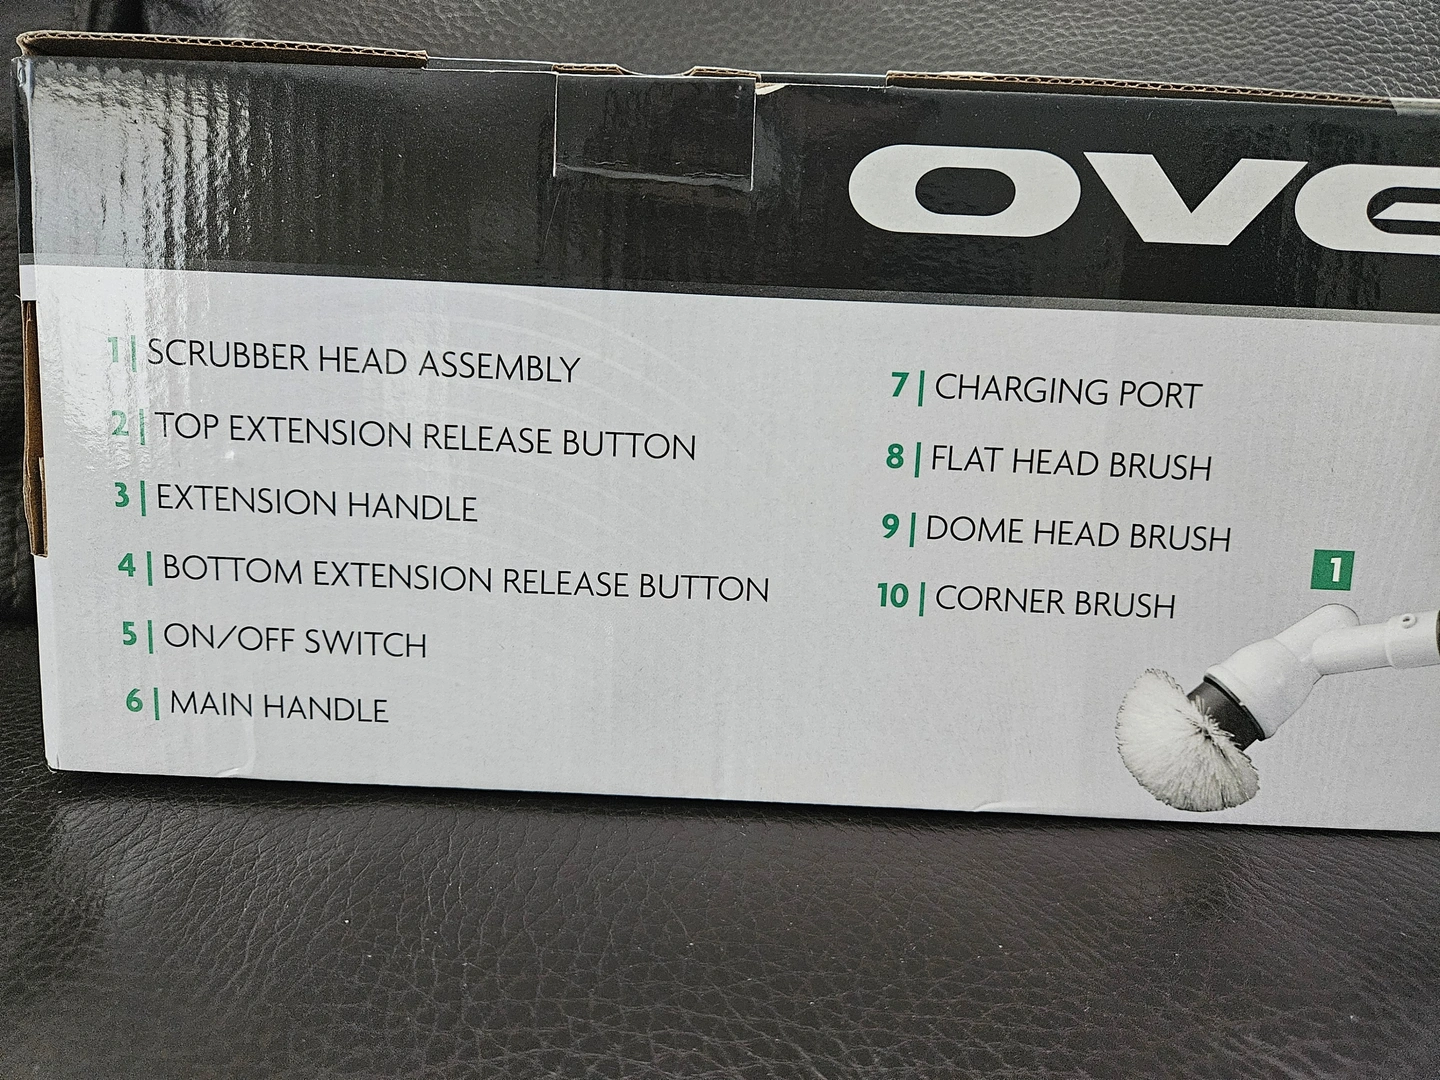 OVE
1| SCRUBBER HEAD ASSEMBLY
2| TOP EXTENSION RELEASE BUTTON
3| EXTENSION HANDLE
4| BOTTOM EXTENSION RELEASE BUTTON
5| ON/OFF SWITCH
6| MAIN HANDLE
7| CHARGING PORT
8| FLAT HEAD BRUSH
9| DOME HEAD BRUSH
10| CORNER BRUSH
1